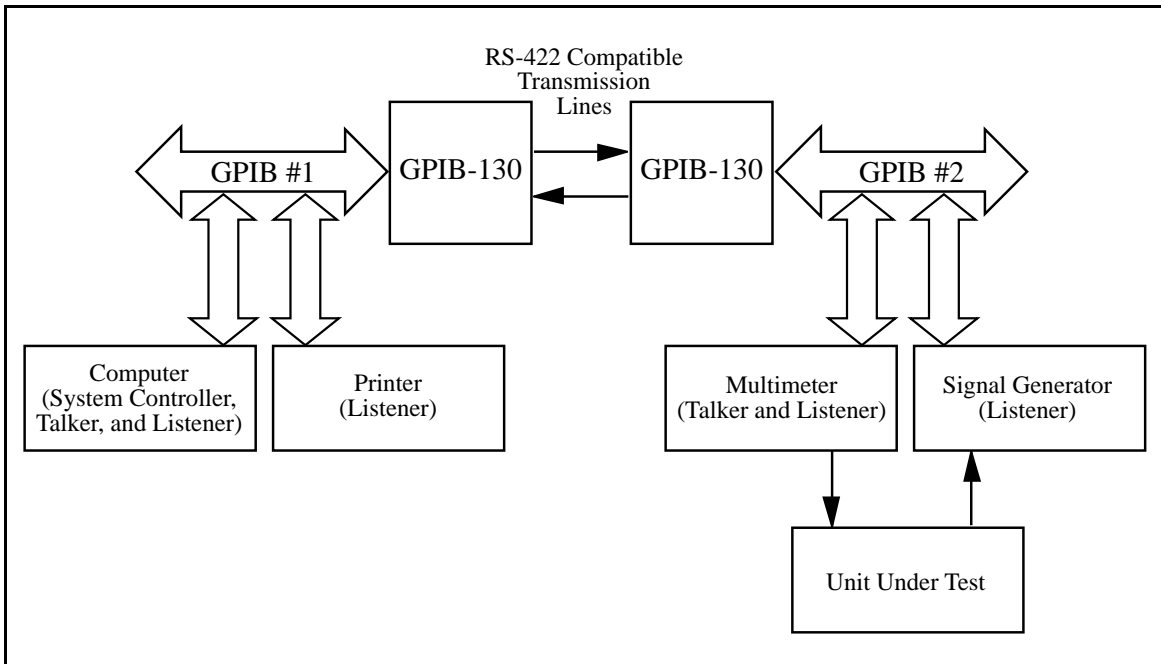 RS-422 Compatible
Transmission
Lines
GPIB #1
GPIB-130
GPIB-130
GPIB #2
Computer
(System Controller,
Talker, and Listener)
Printer
(Listener)
Multimeter
(Talker and Listener)
Signal Generator
(Listener)
Unit Under Test